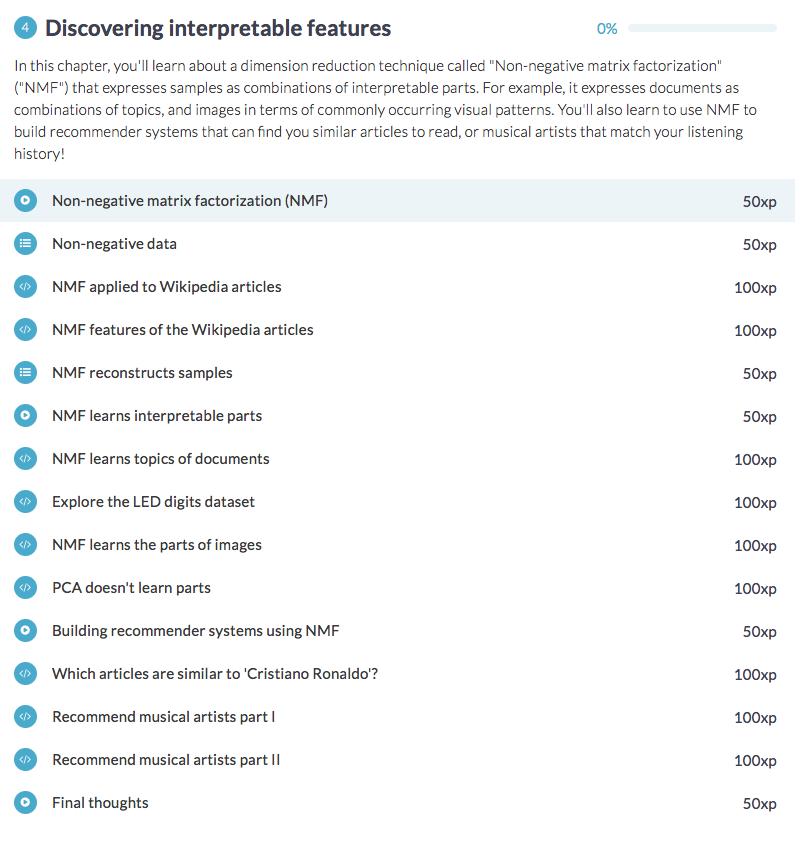 4 Discovering interpretable features 0%
In this chapter, you'll learn about a dimension reduction technique called "Non-negative matrix factorization"
("NMF") that expresses samples as combinations of interpretable parts. For example, it expresses documents as
combinations of topics, and images in terms of commonly occurring visual patterns. You'll also learn to use NMF to
build recommender systems that can find you similar articles to read, or musical artists that match your listening
history!
Non-negative matrix factorization (NMF) 50xp
Non-negative data 50xp
NMF applied to Wikipedia articles 100xp
NMF features of the Wikipedia articles 100xp
NMF reconstructs samples 50xp
NMF learns interpretable parts 50xp
NMF learns topics of documents 100xp
Explore the LED digits dataset 100xp
NMF learns the parts of images 100xp
PCA doesn't learn parts 100xp
Building recommender systems using NMF 50xp
Which articles are similar to 'Cristiano Ronaldo'? 100xp
Recommend musical artists part I 100xp
Recommend musical artists part II 100xp
Final thoughts 50xp